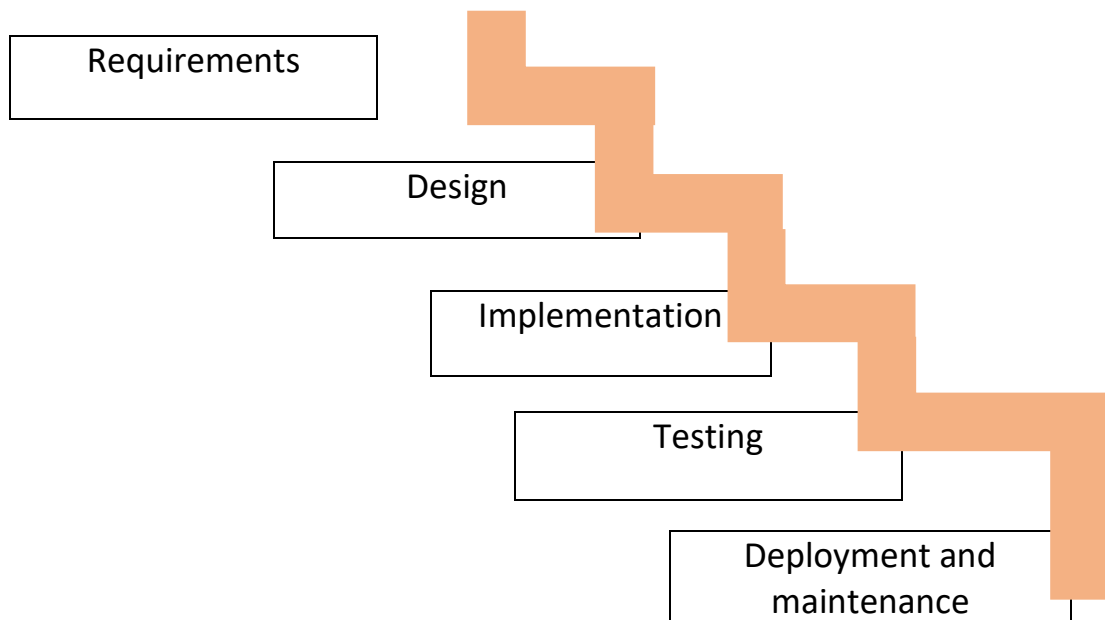 Requirements
Design
Implementation
Testing
Deployment and
maintenance